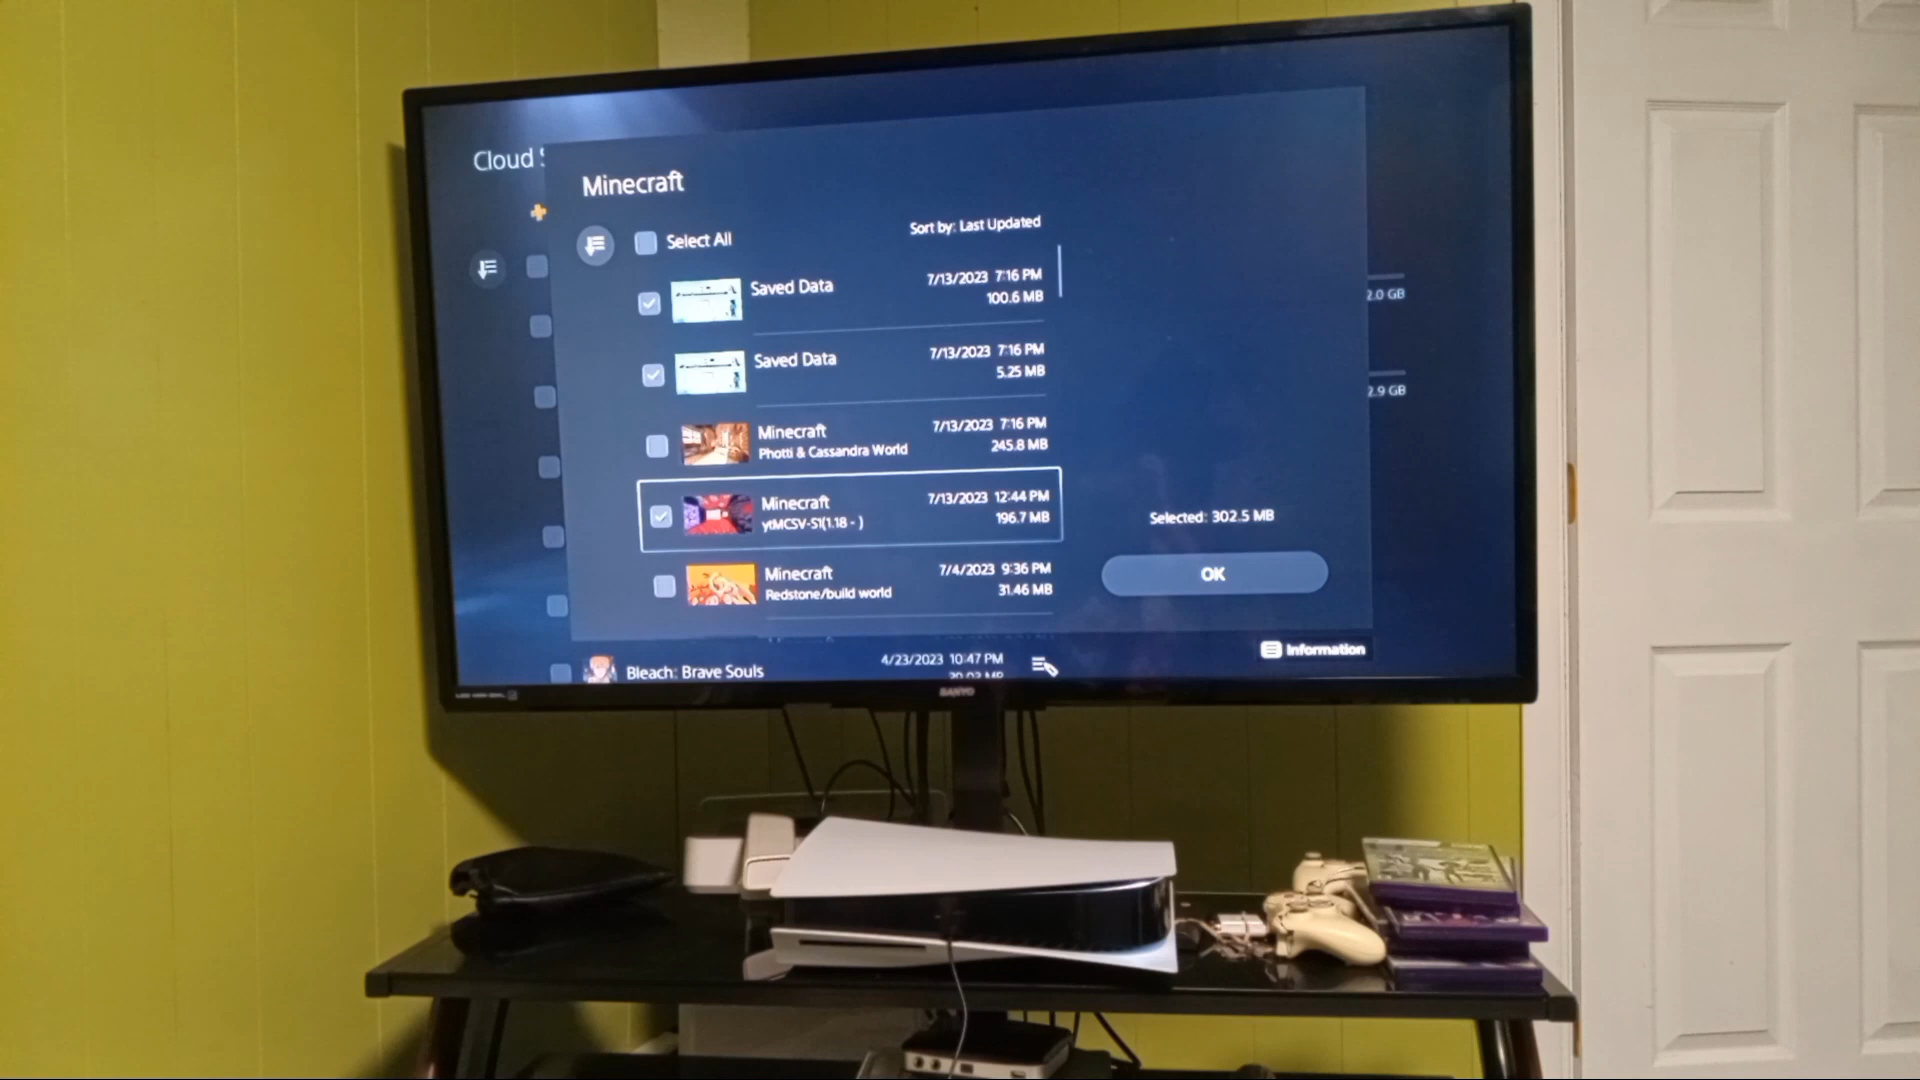 Cloud S
Minecraft
Select All
Sort by: Last Updated
Saved Data
7/13/2023 7:16 PM
100.6 MB
Saved Data
7/13/2023 7:16 PM
5.25 MB
Minecraft
7/13/2023 7:16 PM
Photti & Cassandra World
245.8 MB
Minecraft
7/13/2023 12:44 PM
ytMCSV-S1(1.18 - )
196.7 MB
Minecraft
7/4/2023 9:36 PM
Redstone/build world
31.46 MB
2.0 GB
2.9 GB
Selected: 302.5 MB
OK
Information
Bleach: Brave Souls
4/23/2023 10:47 PM
SANYO